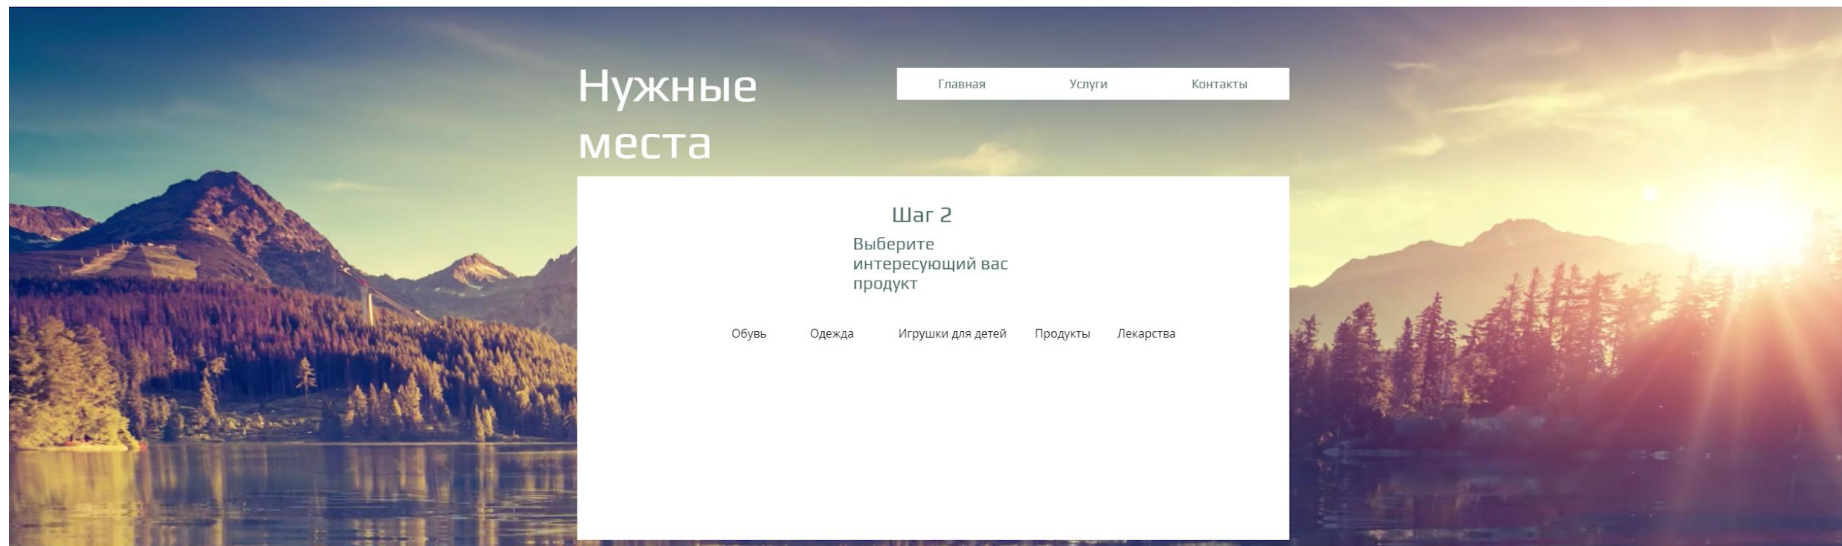 Нужные
места
Главная Услуги Контакты
Шаг 2
Выберите
интересующий вас
продукт
Обувь Одежда Игрушки для детей Продукты Лекарства